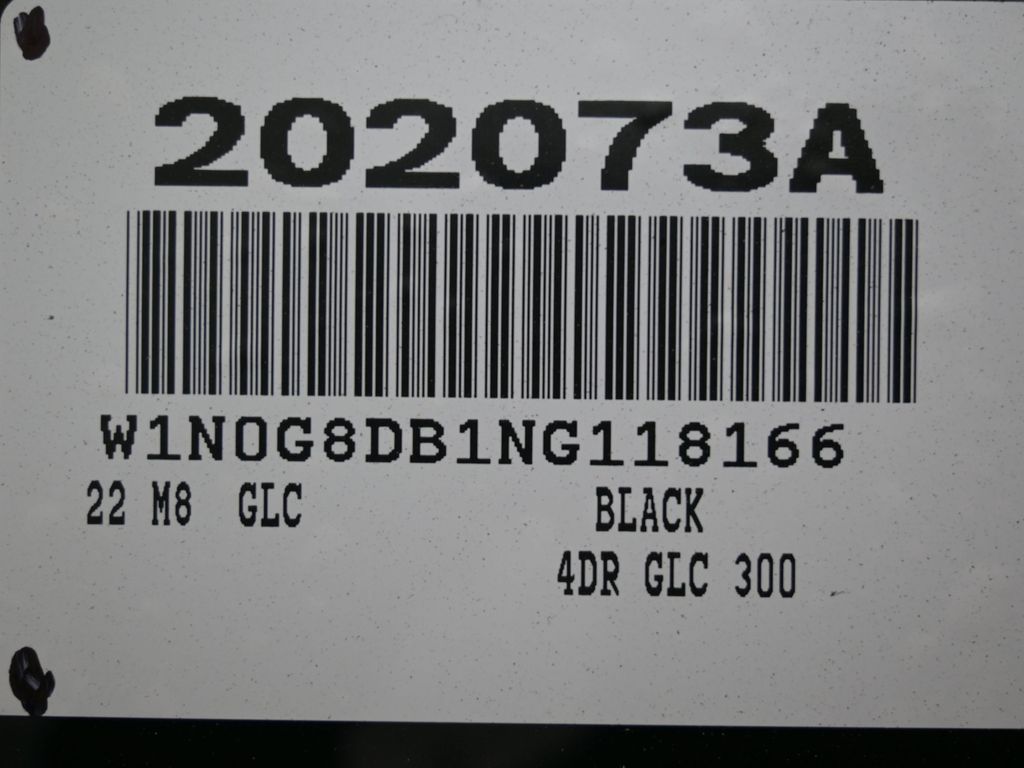 202073A
W1N0G8DB1NG118166
22 M8 GLC BLACK
4DR GLC 300